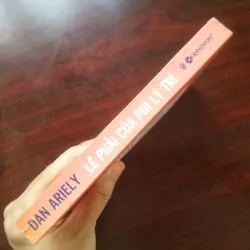 DAN ARIELY
LẼ PHẢI CỦA PHI LÝ TRÍ